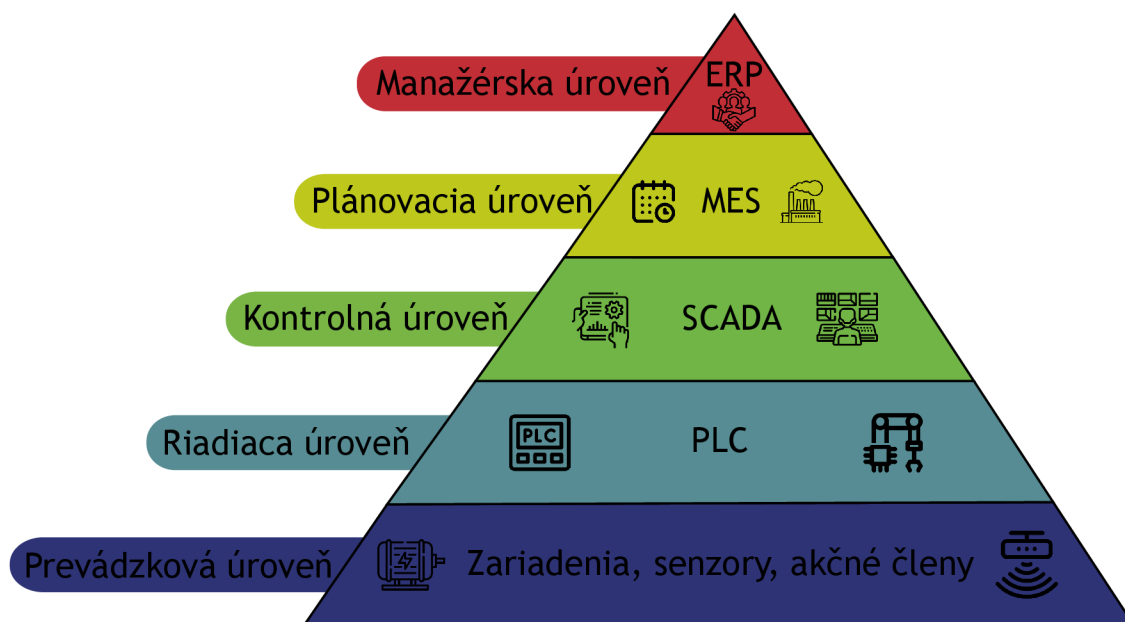 Manažérska úroveň
ERP
Plánovacia úroveň
MES
Kontrolná úroveň
SCADA
Riadiaca úroveň
PLC
PLC
Prevádzková úroveň
Zariadenia, senzory, akčné členy